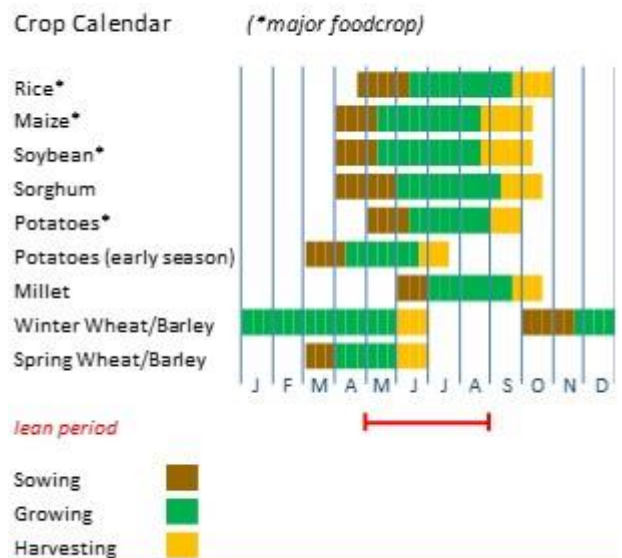 Crop Calendar (*major foodcrop)
Rice*
Maize*
Soybean*
Sorghum
Potatoes*
Potatoes (early season)
Millet
Winter Wheat/Barley
Spring Wheat/Barley
J F M A M J J A S O N D
lean period
Sowing
Growing
Harvesting